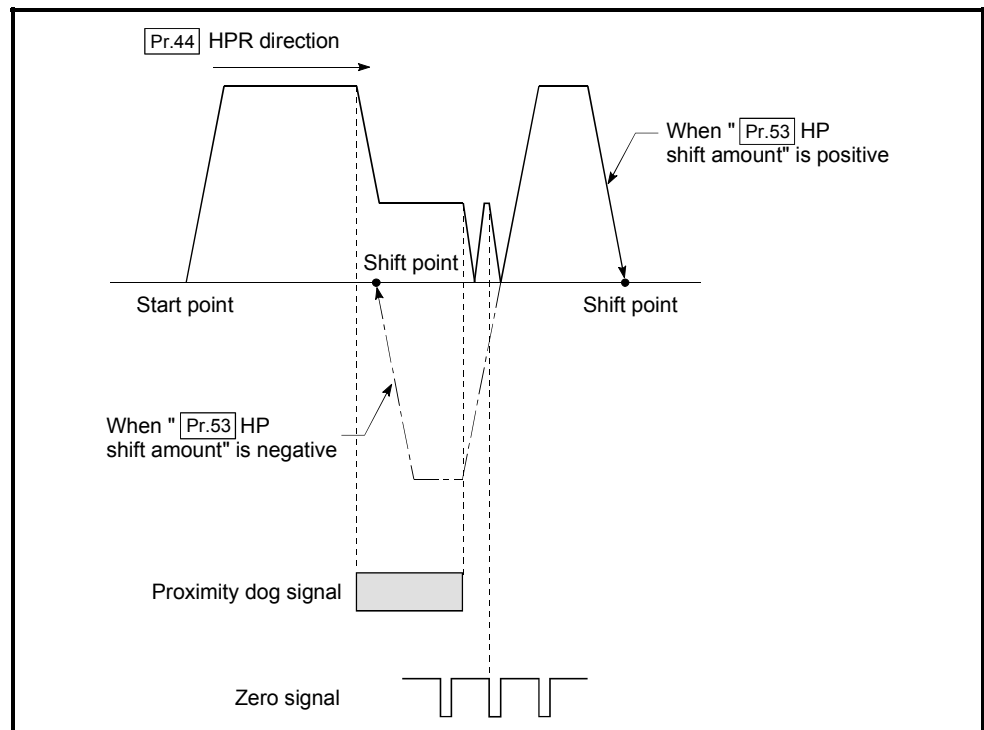 Pr.44 HPR direction
When " Pr.53 HP
shift amount" is positive
Shift point
Start point
Shift point
When " Pr.53 HP
shift amount" is negative
Proximity dog signal
Zero signal